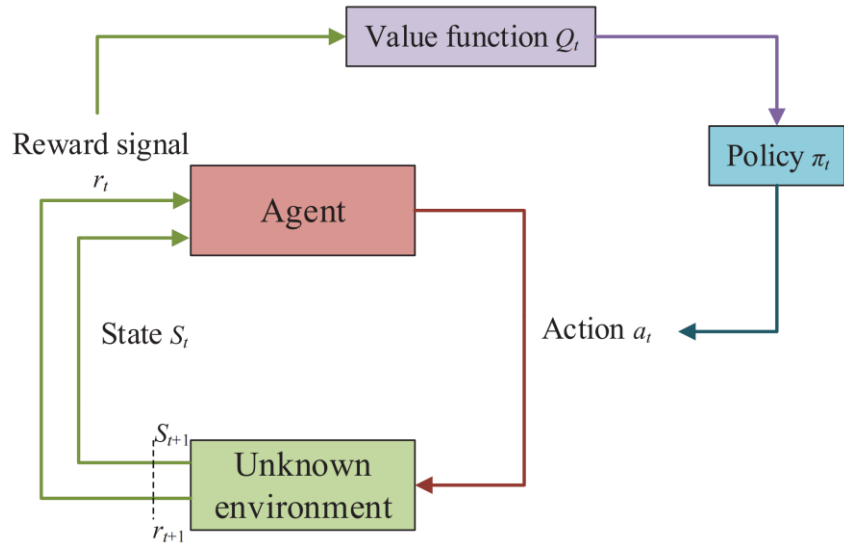 Value function Qₜ
Reward signal
rₜ
Policy πₜ
Agent
State Sₜ
Action aₜ
Sₜ₊₁
Unknown
environment
rₜ₊₁